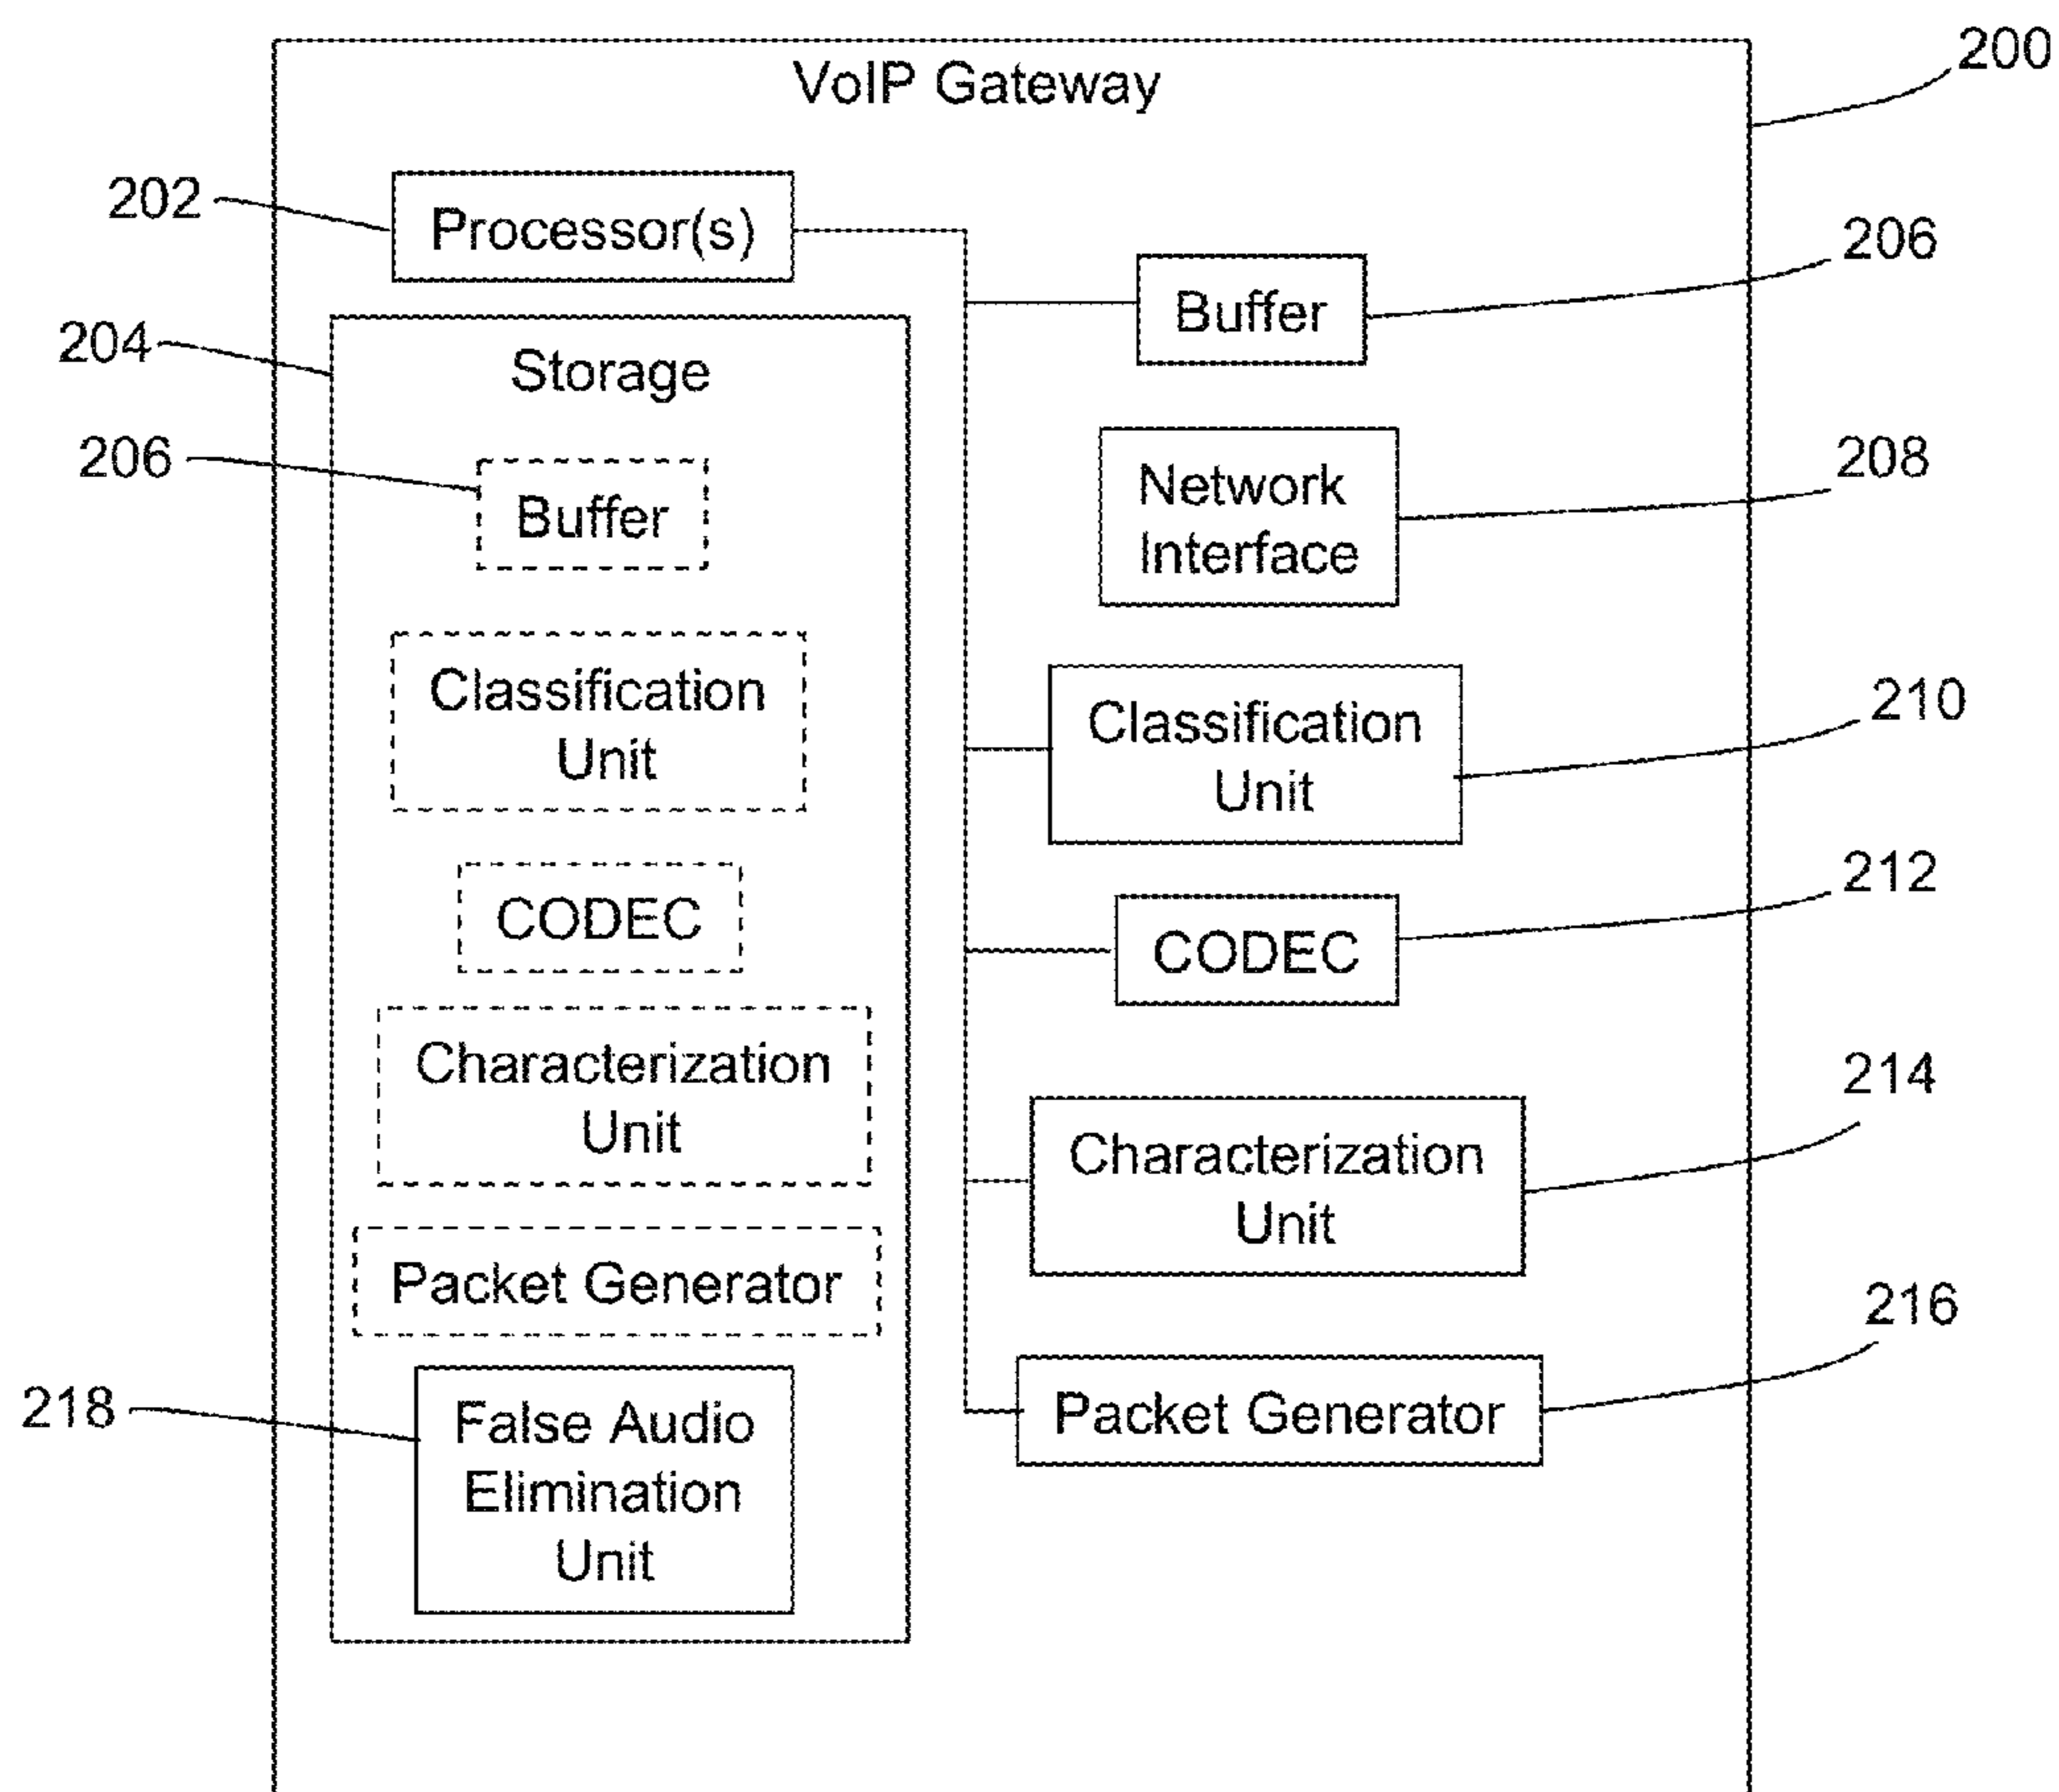 200
VoIP Gateway
202
Processor(s)
206
Buffer
204
Storage
206
Buffer
208
Network
Interface
Classification
Unit
210
Classification
Unit
CODEC
212
CODEC
Characterization
Unit
214
Characterization
Unit
Packet Generator
216
Packet Generator
218
False Audio
Elimination
Unit